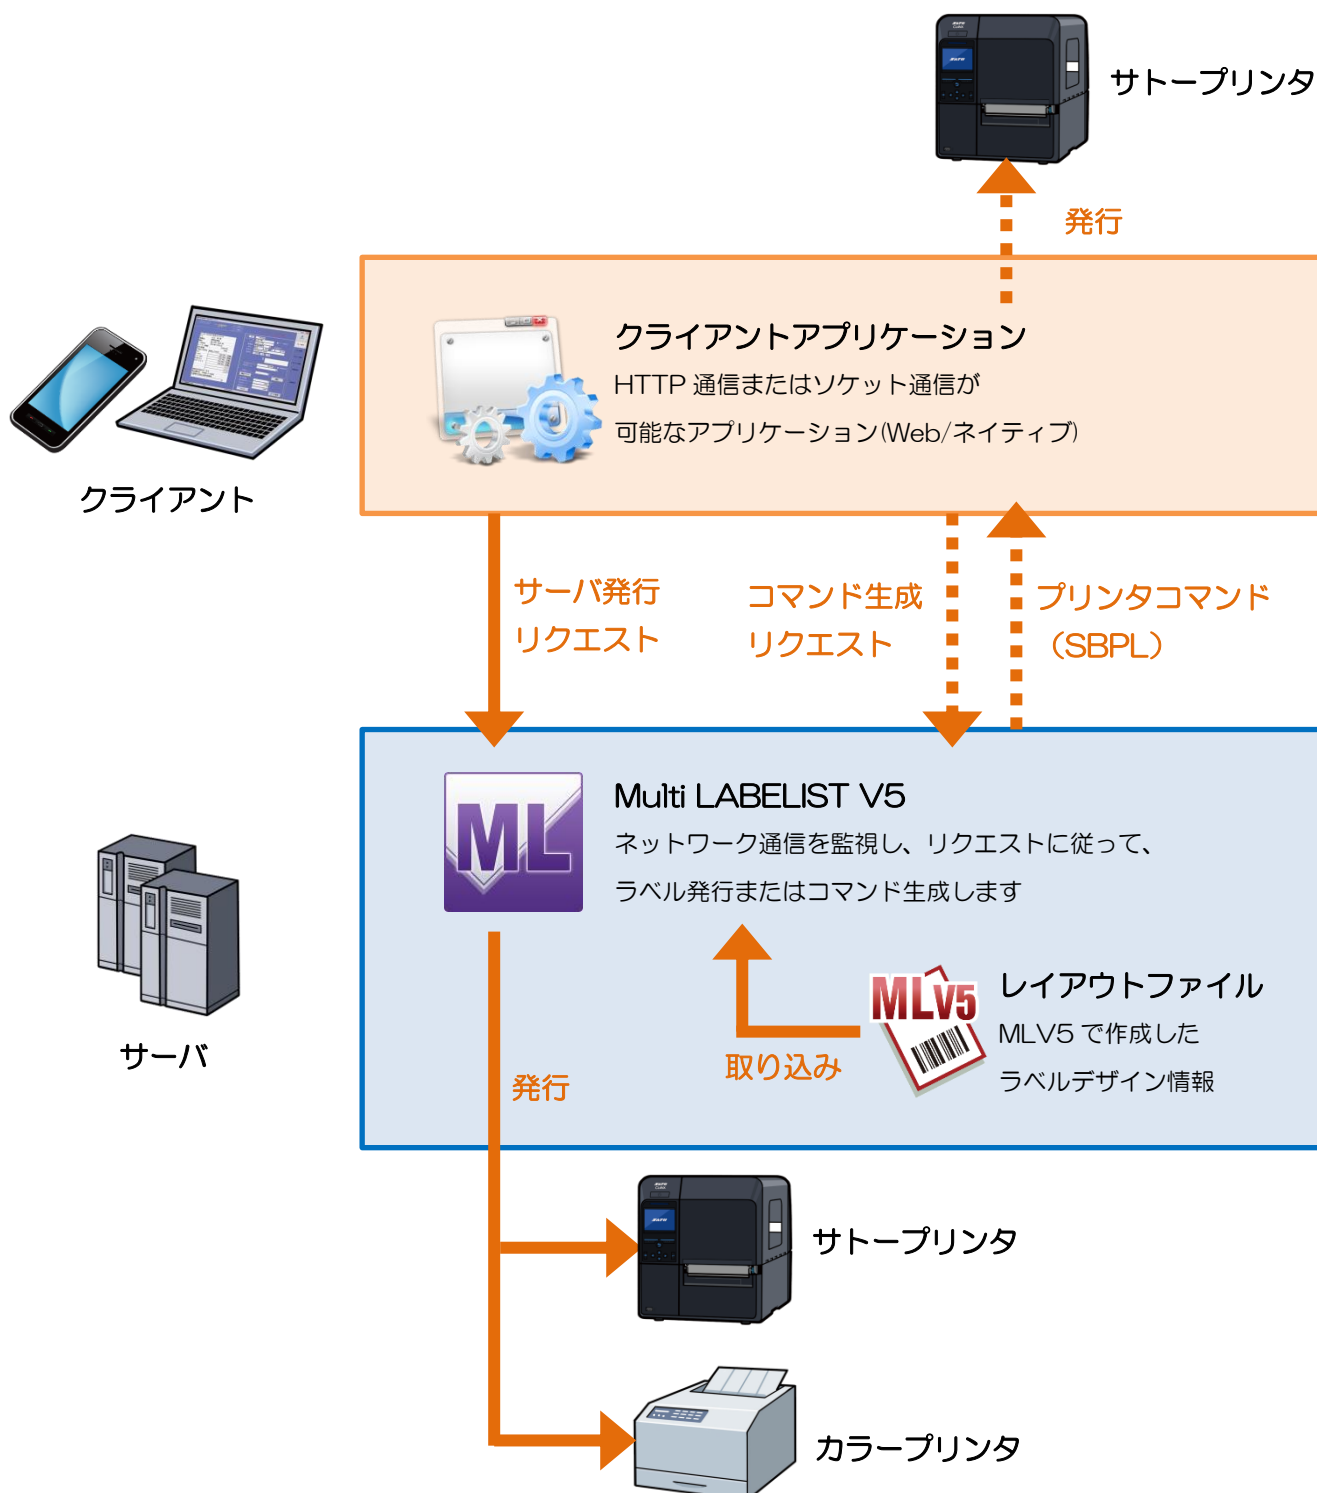 サトープリンタ
発行
クライアントアプリケーション
HTTP 通信またはソケット通信が
可能なアプリケーション(Web/ネイティブ)
クライアント
サーバ発行
リクエスト
コマンド生成
リクエスト
プリンタコマンド
（SBPL）
ML
Multi LABELIST V5
ネットワーク通信を監視し、リクエストに従って、
ラベル発行またはコマンド生成します
サーバ
MLV5
レイアウトファイル
MLV5 で作成した
ラベルデザイン情報
取り込み
発行
サトープリンタ
カラープリンタ